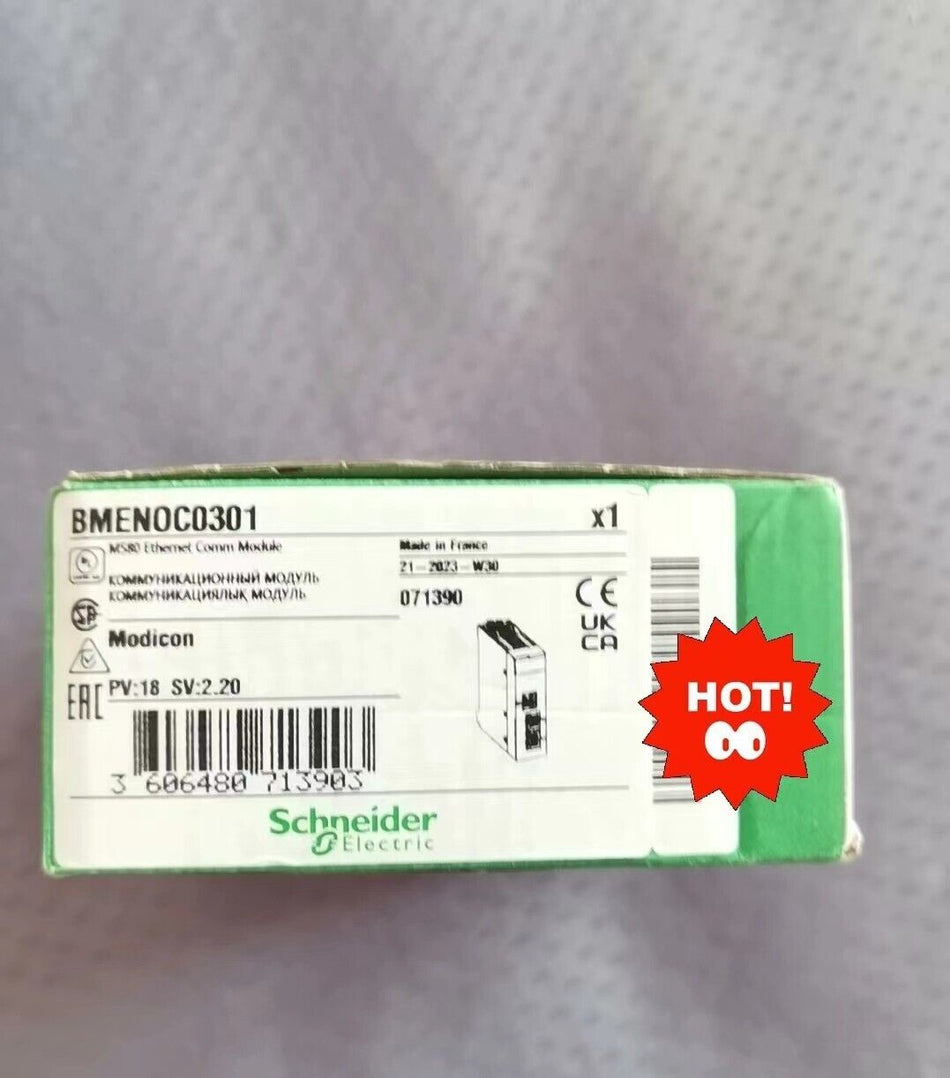 BMENOC0301
x1
M580 Ethernet Comm Module
Made in France
21-2023-W30
КОММУНИКАЦИОННЫЙ МОДУЛЬ
КОММУНИКАЦИЯЛЫҚ МОДУЛЬ
071390
CE
UK
CA
Modicon
EAC
PV:18 SV:2.20
3 606480 713903
Schneider
Electric
HOT!